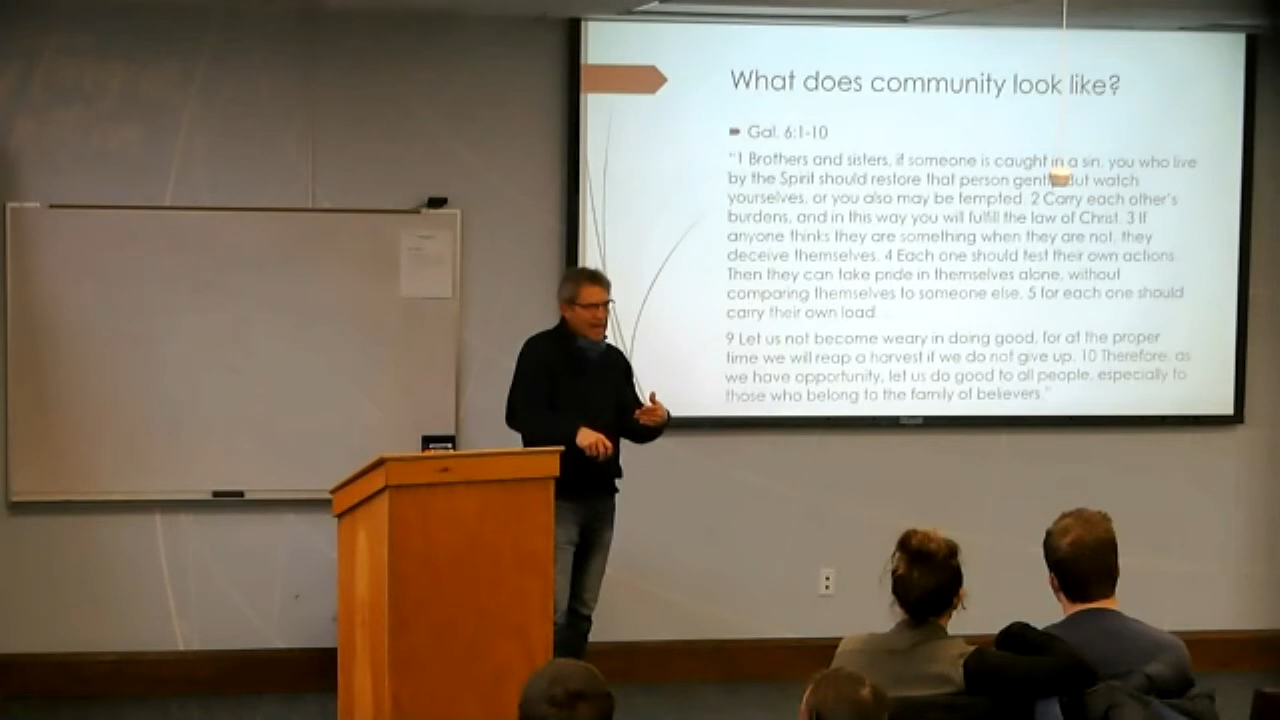 What does community look like?
Gal. 6:1-10
"1 Brothers and sisters, if someone is caught in a sin, you who live
by the Spirit should restore that person gently. But watch
yourselves, or you also may be tempted. 2 Carry each other's
burdens, and in this way you will fulfill the law of Christ. 3 If
anyone thinks they are something when they are not, they
deceive themselves. 4 Each one should test their own actions.
Then they can take pride in themselves alone, without
comparing themselves to someone else, 5 for each one should
carry their own load.
9 Let us not become weary in doing good, for at the proper
time we will reap a harvest if we do not give up. 10 Therefore, as
we have opportunity, let us do good to all people, especially to
those who belong to the family of believers."